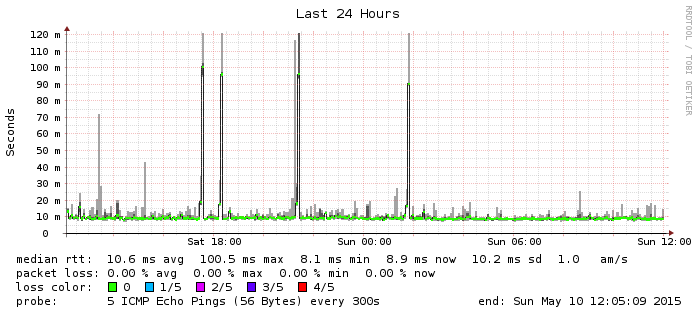 Last 24 Hours
RRDTOOL / TOBI OETIKER
Seconds
120 m
110 m
100 m
90 m
80 m
70 m
60 m
50 m
40 m
30 m
20 m
10 m
0
Sat 18:00 Sun 00:00 Sun 06:00 Sun 12:00
median rtt: 10.6 ms avg 100.5 ms max 8.1 ms min 8.9 ms now 10.2 ms sd 1.0 am/s
packet loss: 0.00 % avg 0.00 % max 0.00 % min 0.00 % now
loss color: 0 1/5 2/5 3/5 4/5
probe: 5 ICMP Echo Pings (56 Bytes) every 300s end: Sun May 10 12:05:09 2015